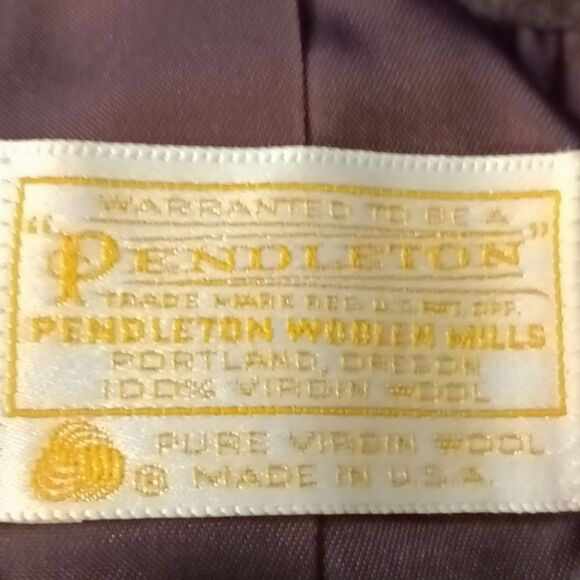 WARRANTED TO BE A
"PENDLETON"
TRADE MARK REG. U.S. PAT. OFF.
PENDLETON WOOLEN MILLS
PORTLAND, OREGON
100% VIRGIN WOOL
PURE VIRGIN WOOL
® MADE IN U.S.A.